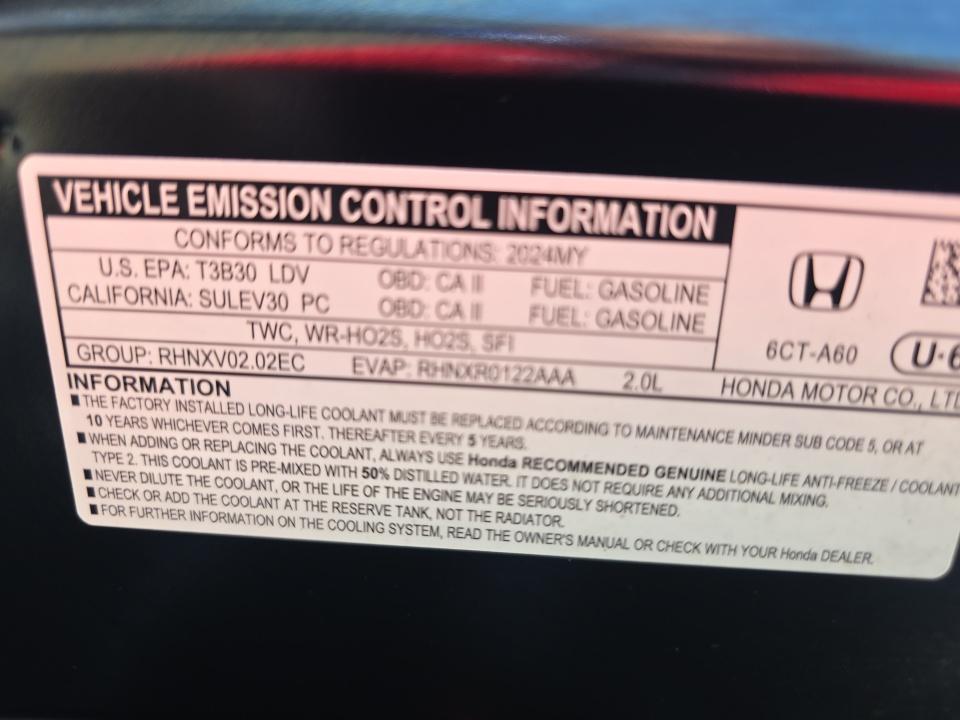 VEHICLE EMISSION CONTROL INFORMATION
CONFORMS TO REGULATIONS: 2024MY
U.S. EPA: T3B30 LDV OBD: CA II FUEL: GASOLINE
CALIFORNIA: SULEV30 PC OBD: CA II FUEL: GASOLINE
TWC, WR-HO2S, HO2S, SFI
GROUP: RHNXV02.02EC EVAP: RHNXR0122AAA 2.0L
6CT-A60
U·6
HONDA MOTOR CO., LTD
INFORMATION
■ THE FACTORY INSTALLED LONG-LIFE COOLANT MUST BE REPLACED ACCORDING TO MAINTENANCE MINDER SUB CODE 5, OR AT
10 YEARS WHICHEVER COMES FIRST. THEREAFTER EVERY 5 YEARS.
■ WHEN ADDING OR REPLACING THE COOLANT, ALWAYS USE Honda RECOMMENDED GENUINE LONG-LIFE ANTI-FREEZE / COOLANT
TYPE 2. THIS COOLANT IS PRE-MIXED WITH 50% DISTILLED WATER. IT DOES NOT REQUIRE ANY ADDITIONAL MIXING.
■ NEVER DILUTE THE COOLANT, OR THE LIFE OF THE ENGINE MAY BE SERIOUSLY SHORTENED.
■ CHECK OR ADD THE COOLANT AT THE RESERVE TANK, NOT THE RADIATOR.
■ FOR FURTHER INFORMATION ON THE COOLING SYSTEM, READ THE OWNER'S MANUAL OR CHECK WITH YOUR Honda DEALER.